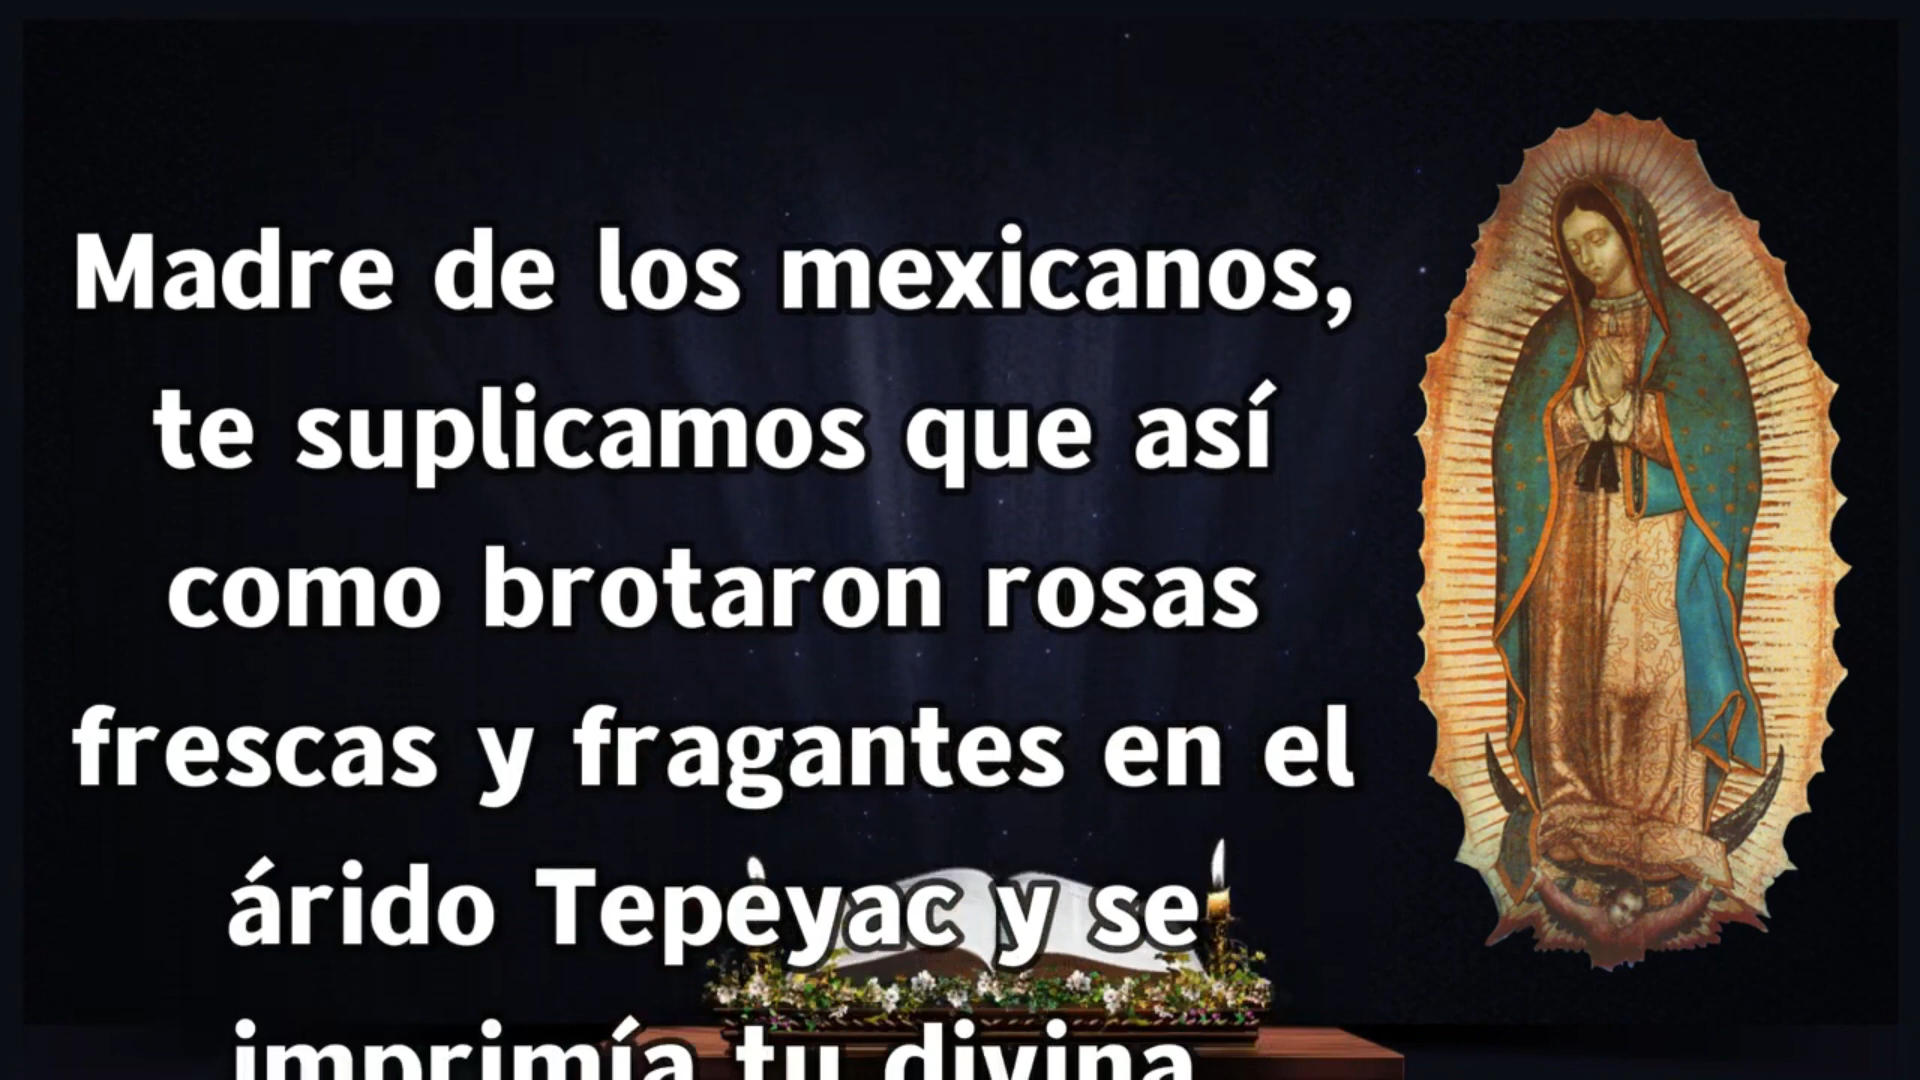 Madre de los mexicanos,
te suplicamos que así
como brotaron rosas
frescas y fragantes en el
árido Tepeyac y se
imprimía tu divina